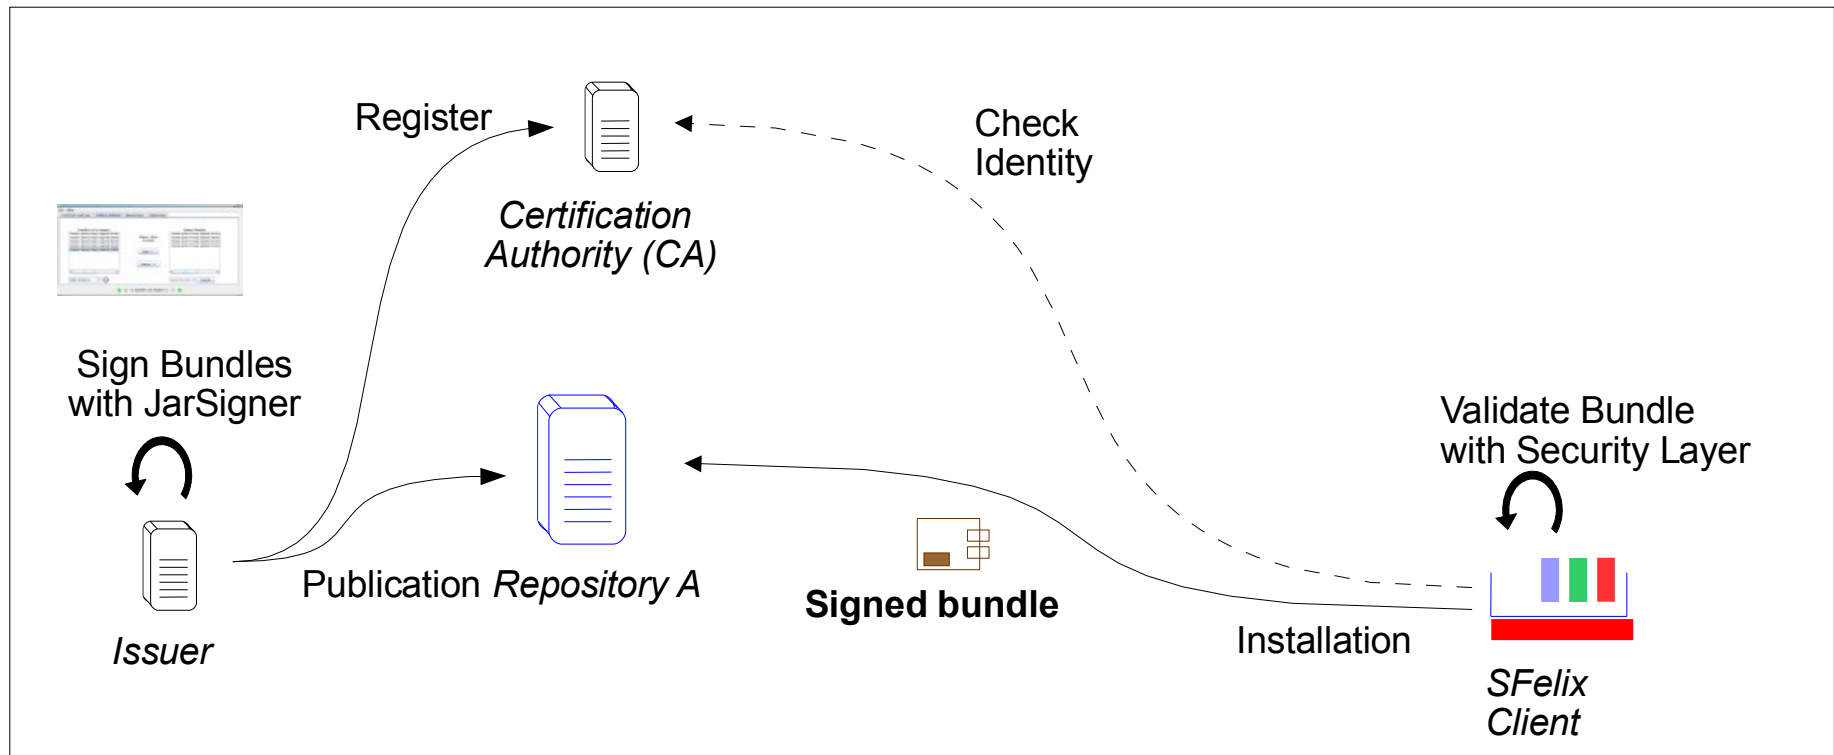 Register
Check
Identity
Certification
Authority (CA)
Sign Bundles
with JarSigner
Validate Bundle
with Security Layer
Publication Repository A
Signed bundle
Installation
Issuer
SFelix
Client